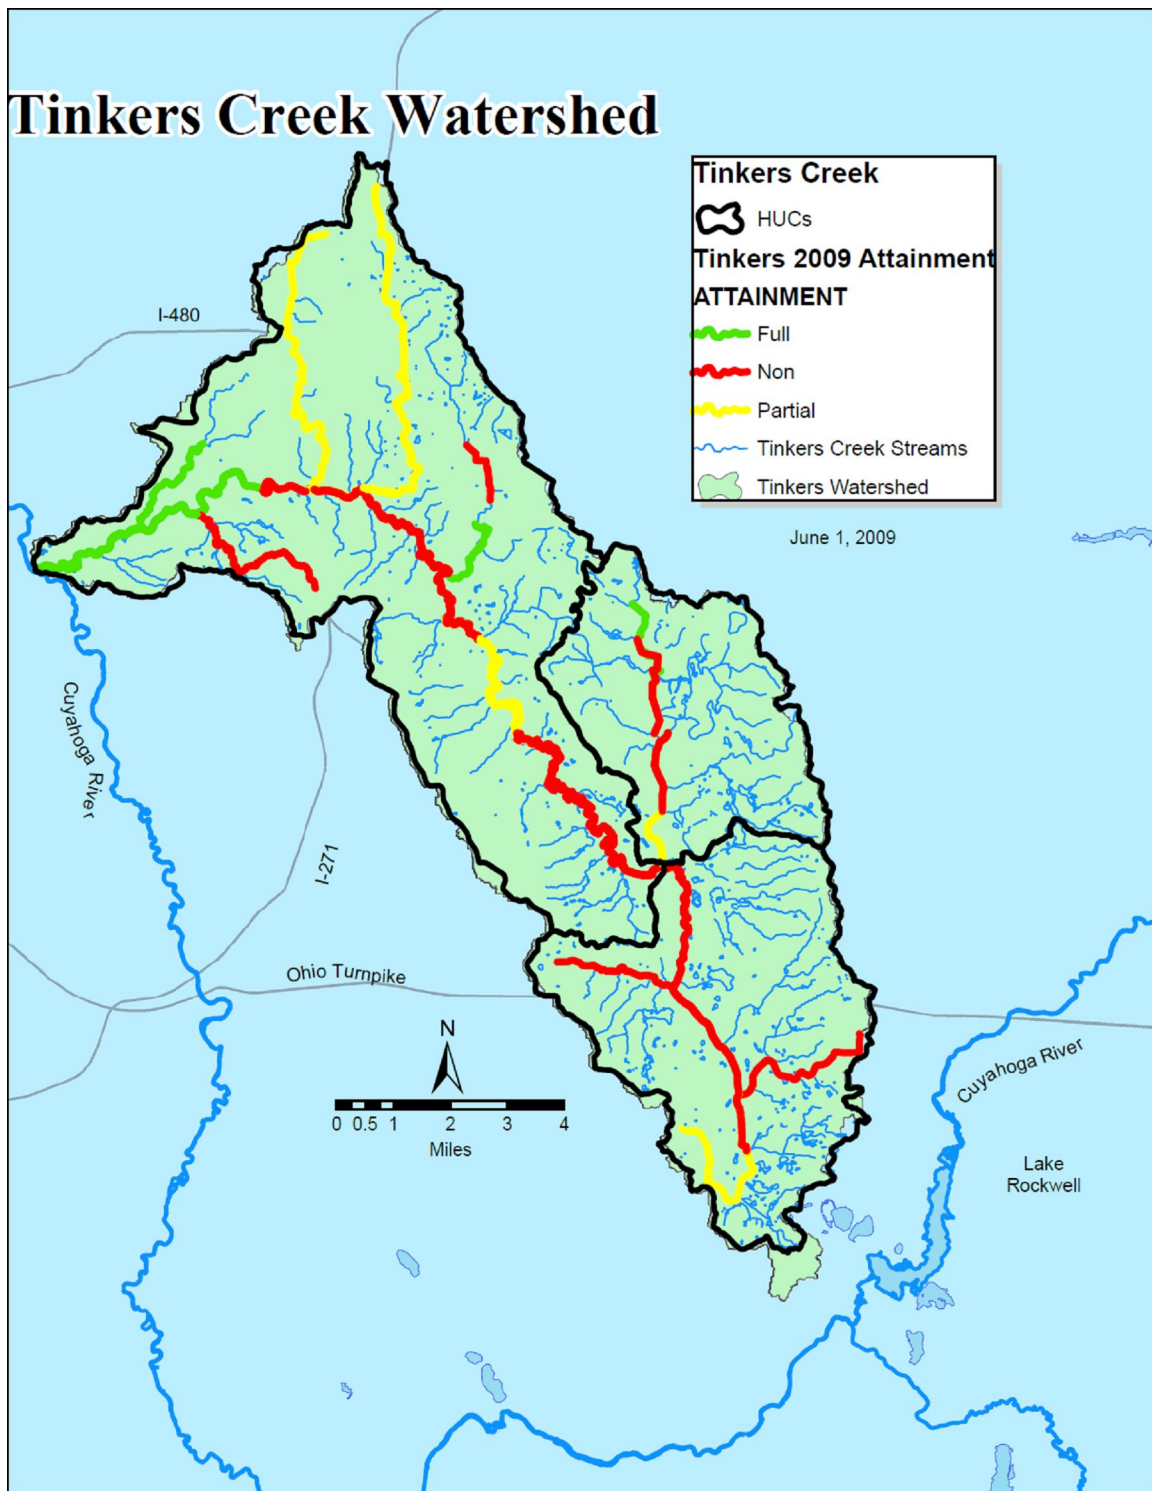 Tinkers Creek Watershed
Tinkers Creek
HUCs
Tinkers 2009 Attainment
ATTAINMENT
Full
Non
Partial
Tinkers Creek Streams
Tinkers Watershed
June 1, 2009
I-480
Cuyahoga River
I-271
Ohio Turnpike
N
0 0.5 1 2 3 4
Miles
Cuyahoga River
Lake
Rockwell